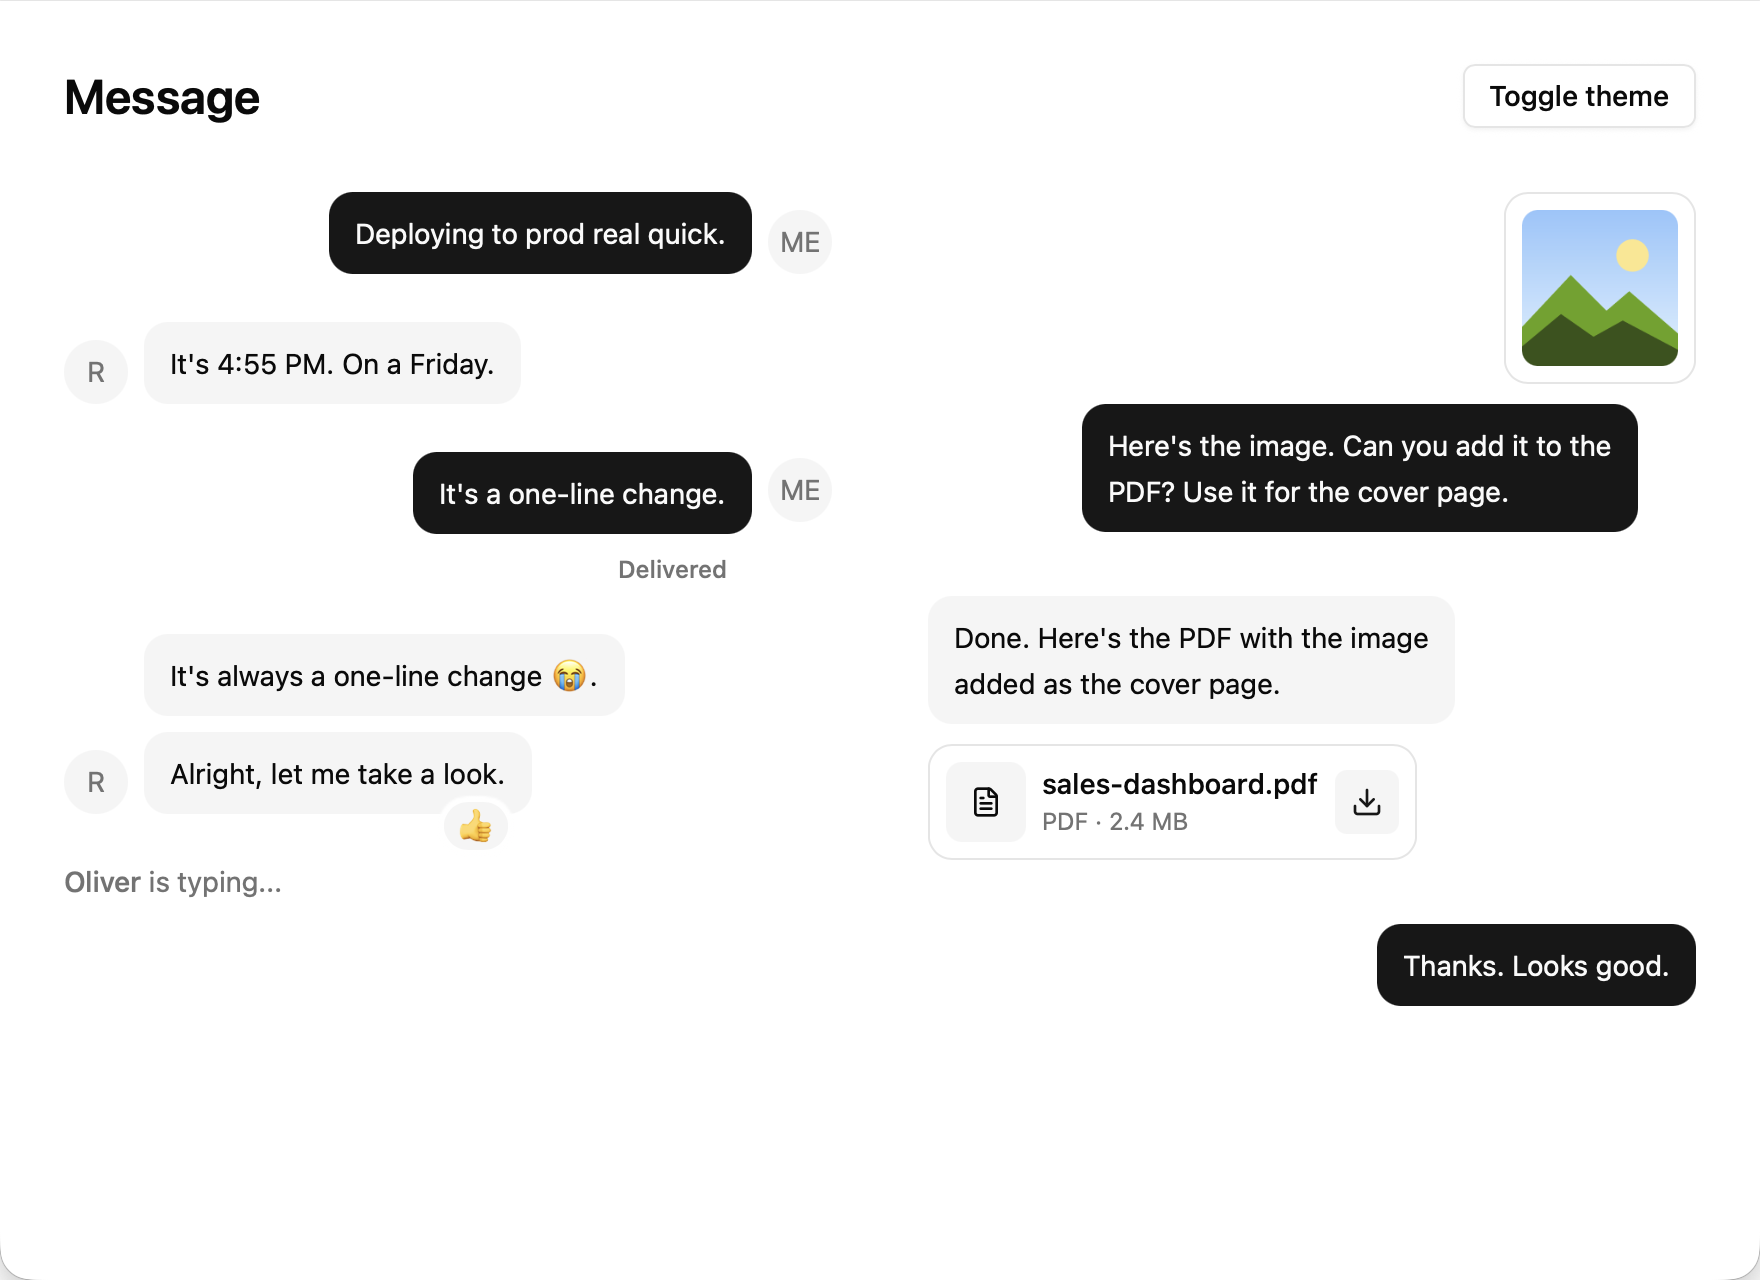 Message
Toggle theme
Deploying to prod real quick.
ME
R
It's 4:55 PM. On a Friday.
It's a one-line change.
ME
Delivered
It's always a one-line change 😭.
R
Alright, let me take a look.
👍
Oliver is typing...
Here's the image. Can you add it to the
PDF? Use it for the cover page.
Done. Here's the PDF with the image
added as the cover page.
sales-dashboard.pdf
PDF · 2.4 MB
Thanks. Looks good.